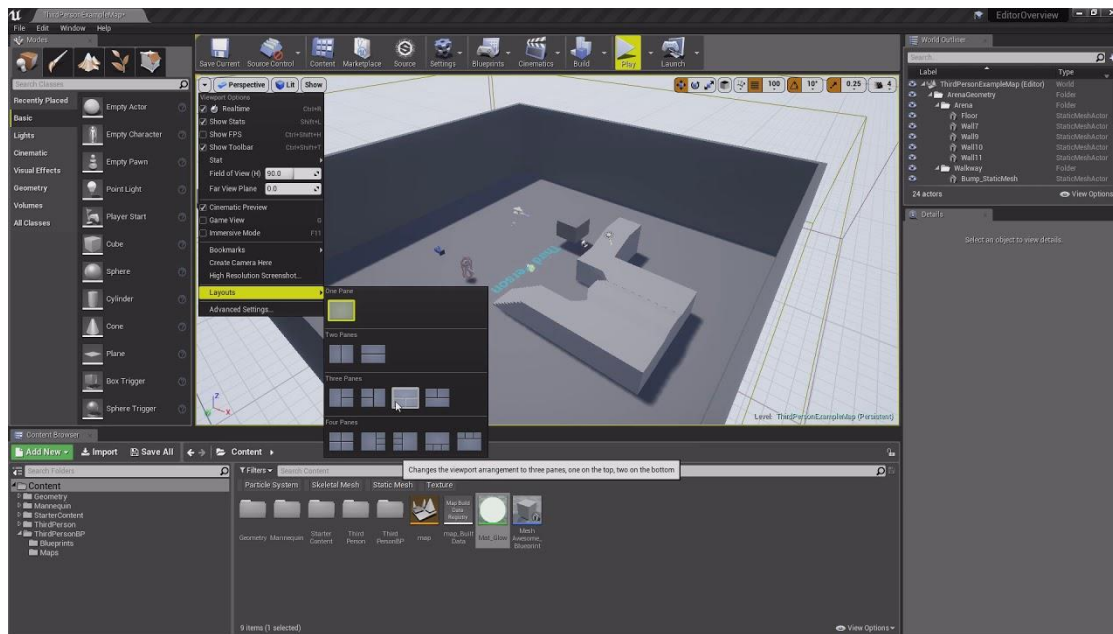 ThirdPersonExampleMap*
EditorOverview
File Edit Window Help
Modes
Search Classes
Recently Placed
Basic
Lights
Cinematic
Visual Effects
Geometry
Volumes
All Classes
Empty Actor
Empty Character
Empty Pawn
Point Light
Player Start
Cube
Sphere
Cylinder
Cone
Plane
Box Trigger
Sphere Trigger
Save Current Source Control Content Marketplace Source Settings Blueprints Cinematics Build Play Launch
Perspective Lit Show
100 10° 0.25 4
Viewport Options
Realtime Ctrl+R
Show Stats Shift+L
Show FPS Ctrl+Shift+H
Show Toolbar Ctrl+Shift+T
Stat
Field of View (H) 90.0
Far View Plane 0.0
Cinematic Preview
Game View G
Immersive Mode F11
Bookmarks
Create Camera Here
High Resolution Screenshot...
Layouts
Advanced Settings...
One Pane
Two Panes
Three Panes
Four Panes
Changes the viewport arrangement to three panes, one on the top, two on the bottom
Third Person
Z
X
Level: ThirdPersonExampleMap (Persistent)
World Outliner
Search...
Label Type
ThirdPersonExampleMap (Editor) World
ArenaGeometry Folder
Arena Folder
Floor StaticMeshActor
Wall7 StaticMeshActor
Wall9 StaticMeshActor
Wall10 StaticMeshActor
Wall11 StaticMeshActor
Walkway Folder
Bump_StaticMesh StaticMeshActor
24 actors View Options
Details
Select an object to view details.
Content Browser
Add New Import Save All Content
Search Folders
Content
Geometry
Mannequin
StarterContent
ThirdPerson
ThirdPersonBP
Blueprints
Maps
Filters Search Content
Particle System Skeletal Mesh Static Mesh Texture
Map Build
Data
Registry
Geometry
Mannequin
Starter
Content
Third
Person
Third
PersonBP
map
map_Built
Data
Mat_Glow
Mesh
Awesome_
Blueprint
9 items (1 selected) View Options